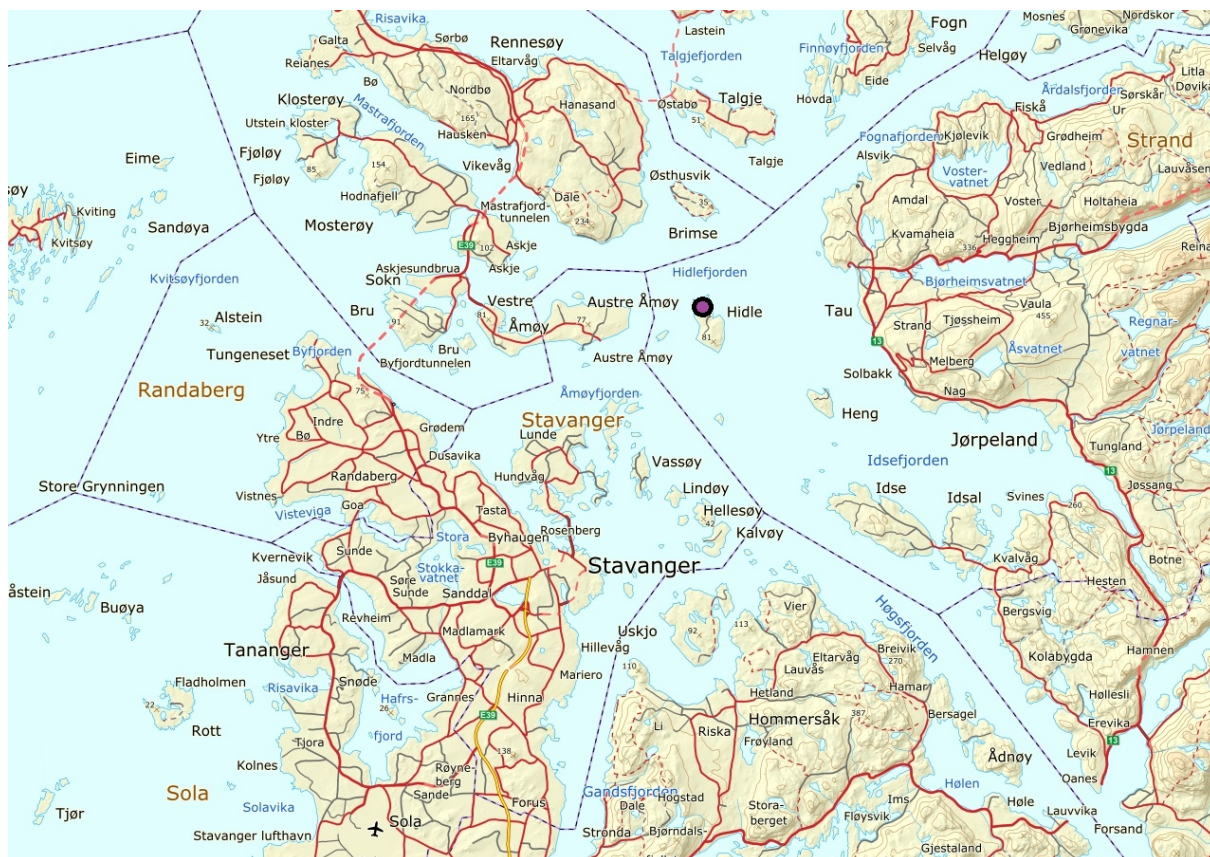 Risavika
Lastein
Fogn
Mosnes
Nordskor
Grønevika
Galta
Sørbø
Rennesøy
Eltarvåg
Talgjefjorden
Finnøyfjorden
Selvåg
Helgøy
Reianes
Bø
Nordbø
165
Hanasand
Østabø
51
Talgje
Eide
Hovda
Årdalsfjorden
Litla
Døvika
Sørskår
Ur
Klosterøy
Mastrafjorden
Hausken
Utstein kloster
Fiskå
Fognafjorden
Kjølevik
Grødheim
Strand
Eime
Fjøløy
154
Vikevåg
Talgje
Alsvik
Vedland
Lauvåsen
85
Fjøløy
Hodnafjell
Østhusvik
35
Voster-
vatnet
Dale
234
Amdal
Voster
Holtaheia
søy
Kviting
Kvitsøy
Sandøya
Mosterøy
Mastrafjord-
tunnelen
Brimse
Kvamaheia
336
Heggheim
Bjørheimsbygda
Reina
E39
102
Askje
Askje
Kvitsøyfjorden
Askjesundbrua
Sokn
Hidlefjorden
Bjørheimsvatnet
Bru
91
Vestre
Åmøy
81
Austre Åmøy
77
Hidle
81
Tau
Vaula
455
Regnar-
vatnet
Alstein
32
Strand
Tjøssheim
Tungeneset
Byfjorden
Bru
Byfjordtunnelen
Austre Åmøy
13
Åsvatnet
Melberg
Solbakk
Nag
Randaberg
75
Åmøyfjorden
Heng
Stavanger
Indre
Bø
Ytre
Grødem
Lunde
Jørpeland
Tungland
Jørpeland
Dusavika
Hundvåg
Vassøy
Idsefjorden
13
Jøssang
Store Grynningen
Randaberg
Vistnes
Lindøy
Idse
Idsal
Svines
260
Goa
Tasta
Hellesøy
42
Kalvøy
Visteviga
Stora
Byhaugen
Rosenberg
Kvernevik
Sunde
Stokka-
vatnet
E39
Stavanger
Kvalvåg
Botne
Jåsund
Søre
Sunde
Sanddal
Hesten
åstein
Buøya
Revheim
Madlamark
Uskjo
92
113
Vier
Høgsfjorden
Bergsvig
Hillevåg
Breivik
270
Hamnen
Tananger
Madla
Eltarvåg
Lauvås
Kolabygda
110
Mariero
Fladholmen
22
Rott
Risavika
Snøde
Hafrs-
fjord
26
Grannes
Hinna
Hetland
Hamar
Høllesli
E39
Li
Riska
Hommersåk
387
Bersagel
Erevika
13
Tjora
138
Frøyland
Levik
Kolnes
Røyne-
berg
Ådnøy
Oanes
Sola
Solavika
Sande
Forus
Gandsfjorden
Dale
Hogstad
Stora-
berget
Hølen
Ims
Tjør
Sola
Høle
Lauvvika
Stavanger lufthavn
Stronda
Bjørndals-
Fløysvik
Forsand
Gjestaland